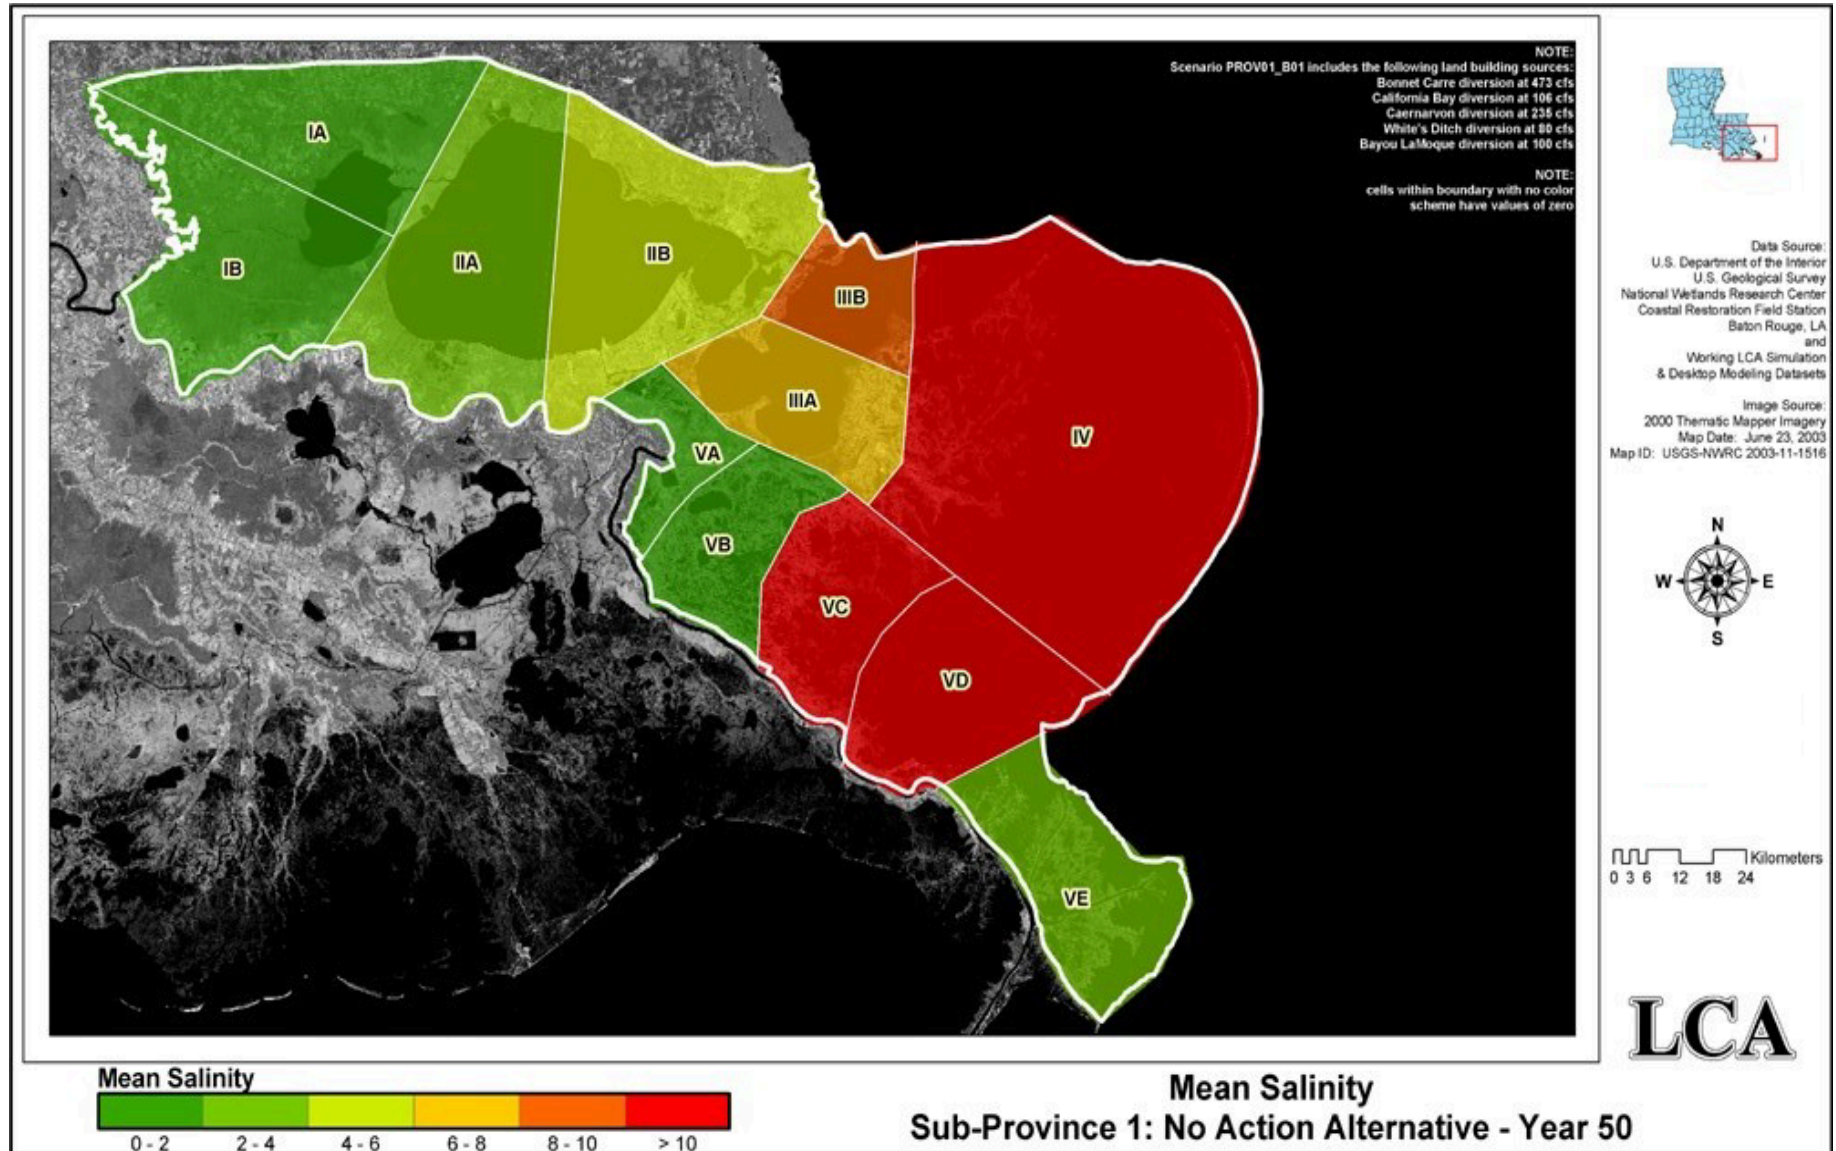 NOTE:
Scenario PROV01_B01 includes the following land building sources:
Bonnet Carre diversion at 473 cfs
California Bay diversion at 106 cfs
Caernarvon diversion at 235 cfs
White's Ditch diversion at 80 cfs
Bayou LaMoque diversion at 100 cfs
NOTE:
cells within boundary with no color
scheme have values of zero
IA
IB
IIA
IIB
IIIB
IIIA
IV
VA
VB
VC
VD
VE
Data Source:
U.S. Department of the Interior
U.S. Geological Survey
National Wetlands Research Center
Coastal Restoration Field Station
Baton Rouge, LA
and
Working LCA Simulation
& Desktop Modeling Datasets
Image Source:
2000 Thematic Mapper Imagery
Map Date: June 23, 2003
Map ID: USGS-NWRC 2003-11-1516
N
W E
S
Kilometers
0 3 6 12 18 24
LCA
Mean Salinity
0 - 2 2 - 4 4 - 6 6 - 8 8 - 10 > 10
Mean Salinity
Sub-Province 1: No Action Alternative - Year 50